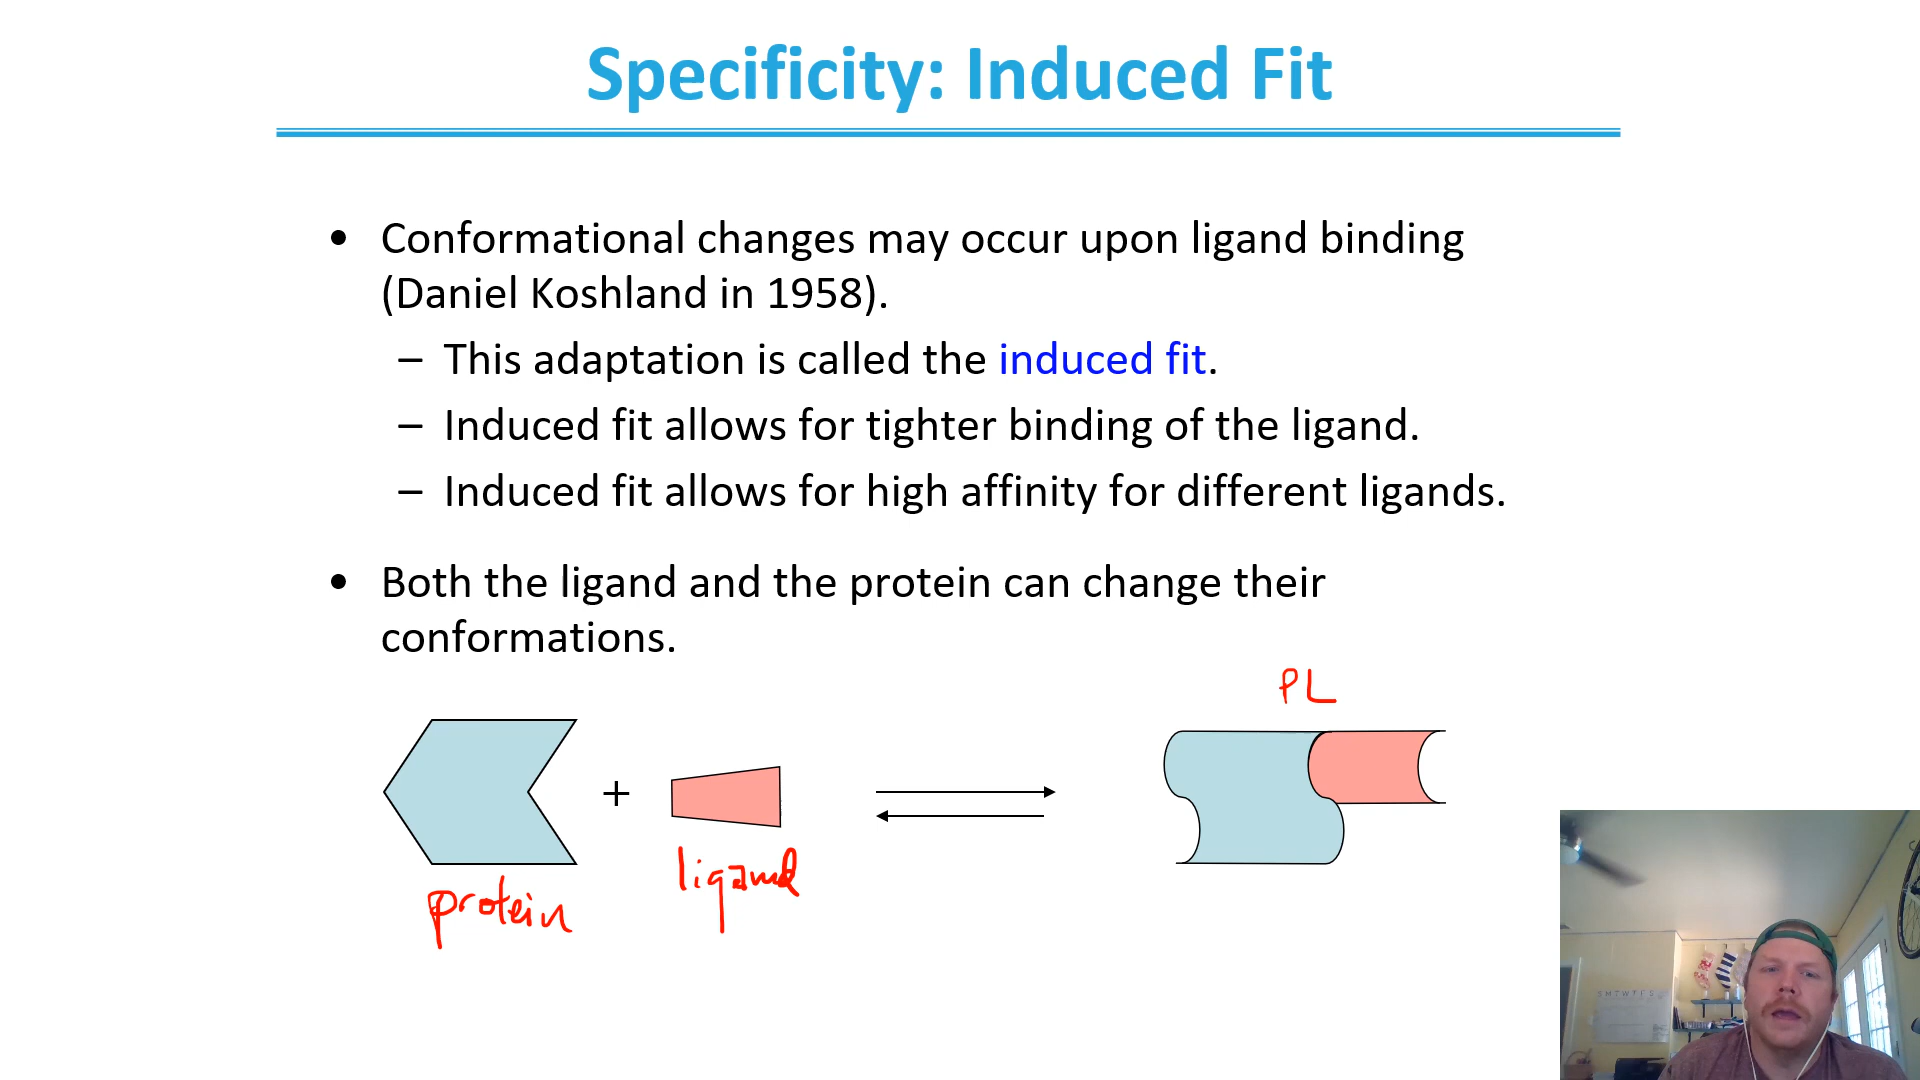 Specificity: Induced Fit
• Conformational changes may occur upon ligand binding
(Daniel Koshland in 1958).
– This adaptation is called the induced fit.
– Induced fit allows for tighter binding of the ligand.
– Induced fit allows for high affinity for different ligands.
• Both the ligand and the protein can change their
conformations.
PL
+
ligand
protein
S M T W T F S